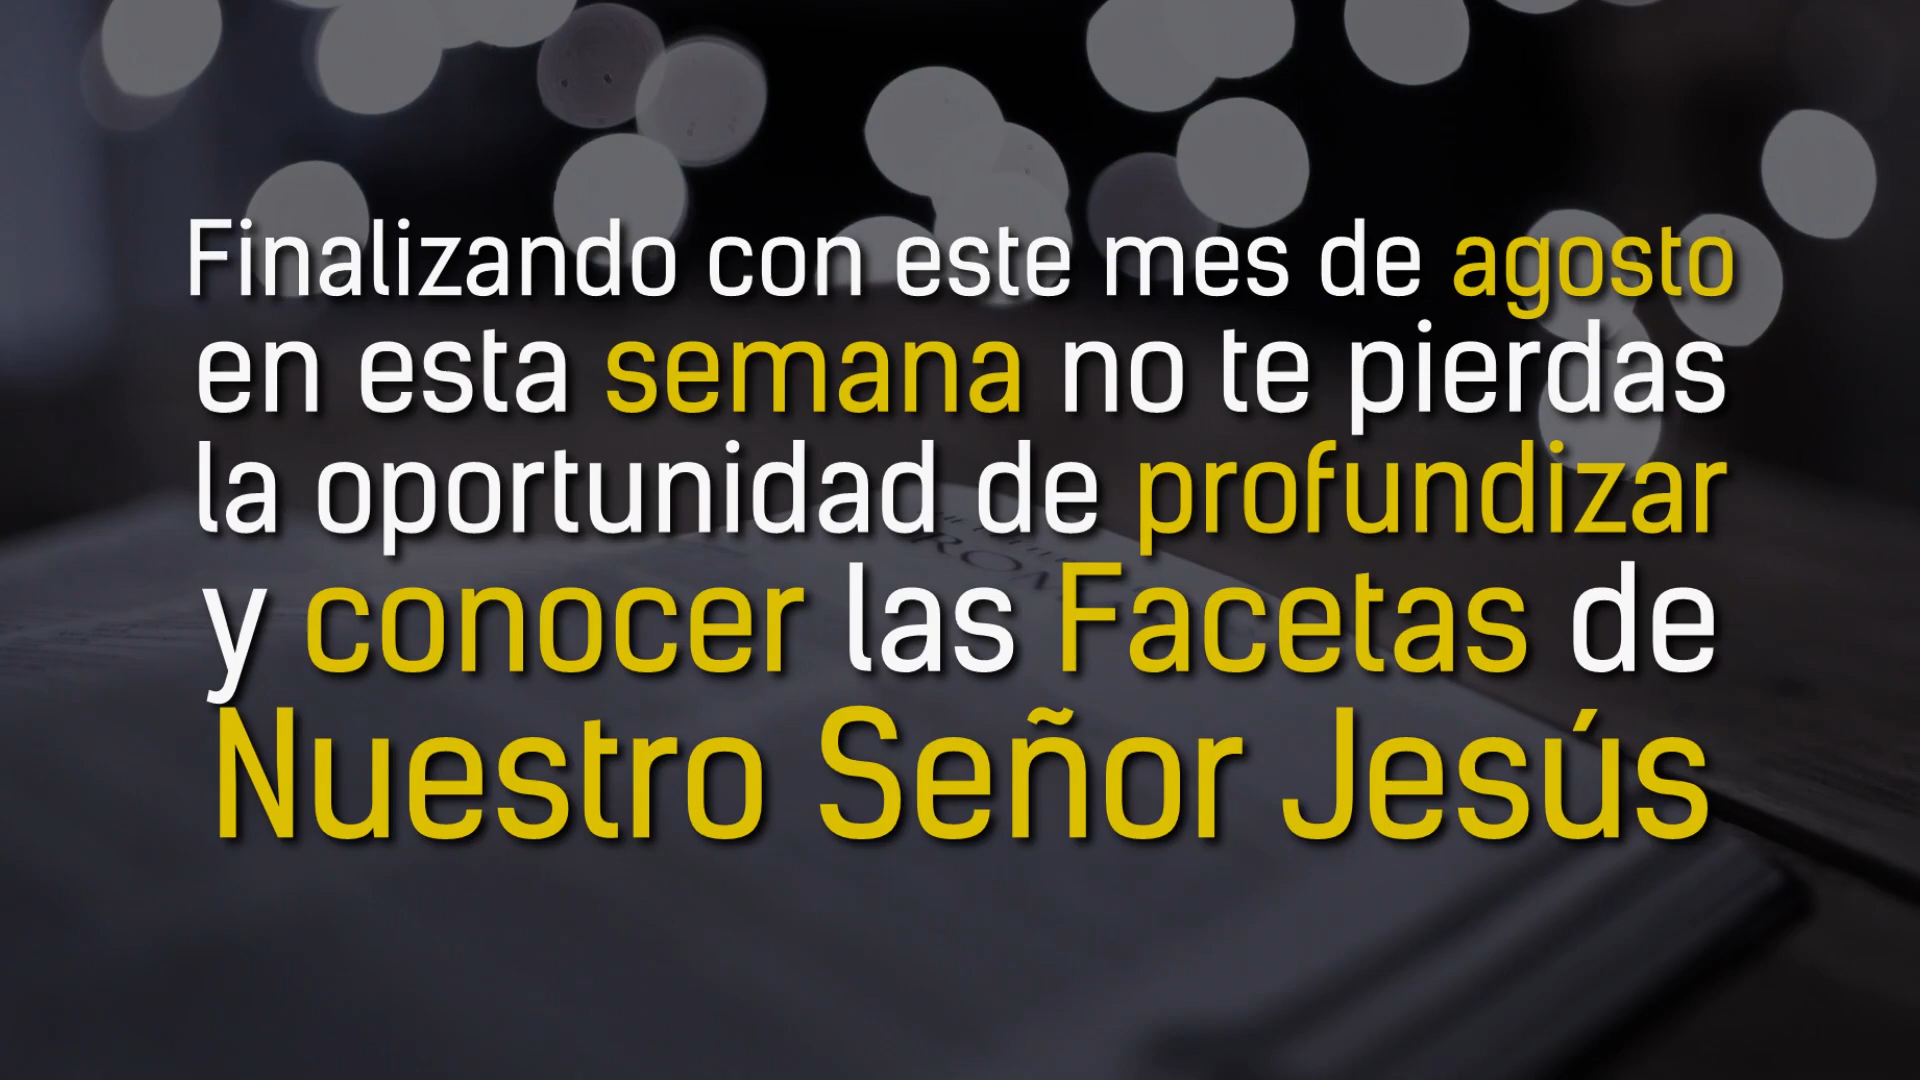 Finalizando con este mes de agosto
en esta semana no te pierdas
la oportunidad de profundizar
y conocer las Facetas de
Nuestro Señor Jesús